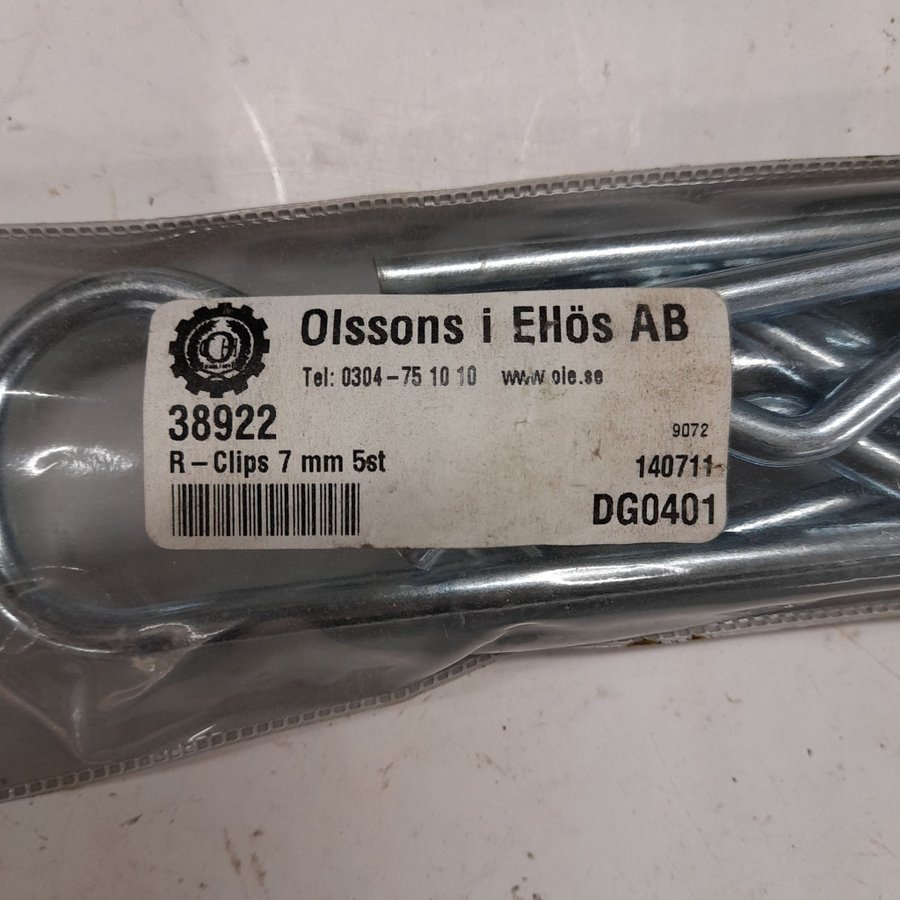 Olssons i Ellös AB
Tel: 0304-75 10 10 www.ole.se
38922
9072
R-Clips 7 mm 5st
140711
DG0401